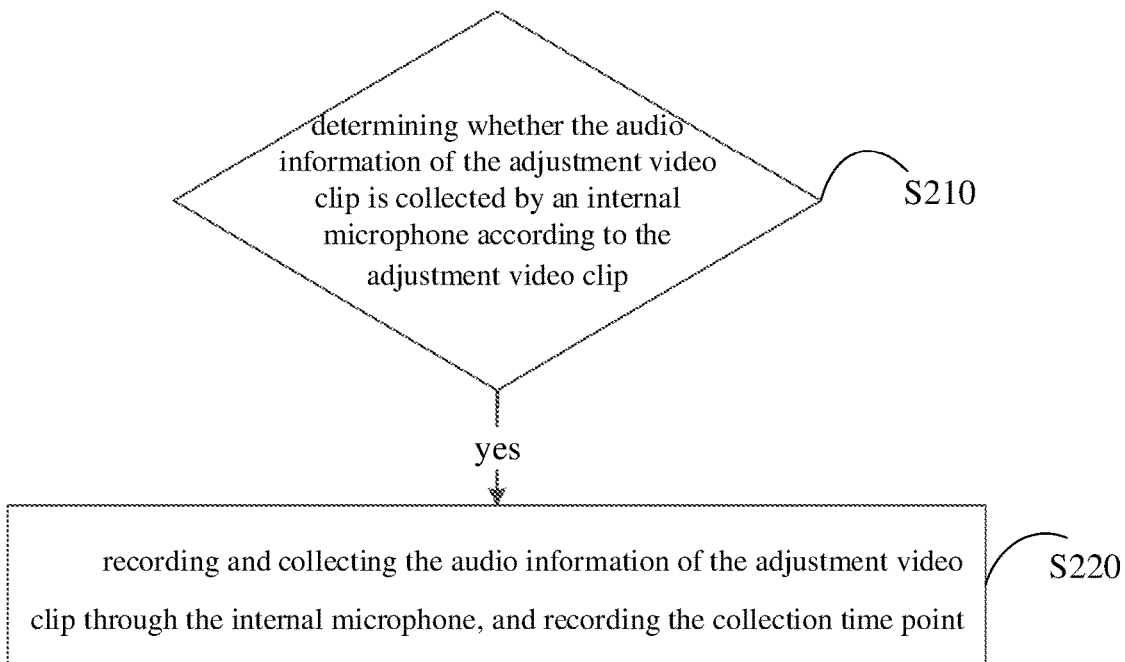 determining whether the audio
information of the adjustment video
clip is collected by an internal
microphone according to the
adjustment video clip
S210
yes
recording and collecting the audio information of the adjustment video
clip through the internal microphone, and recording the collection time point
S220